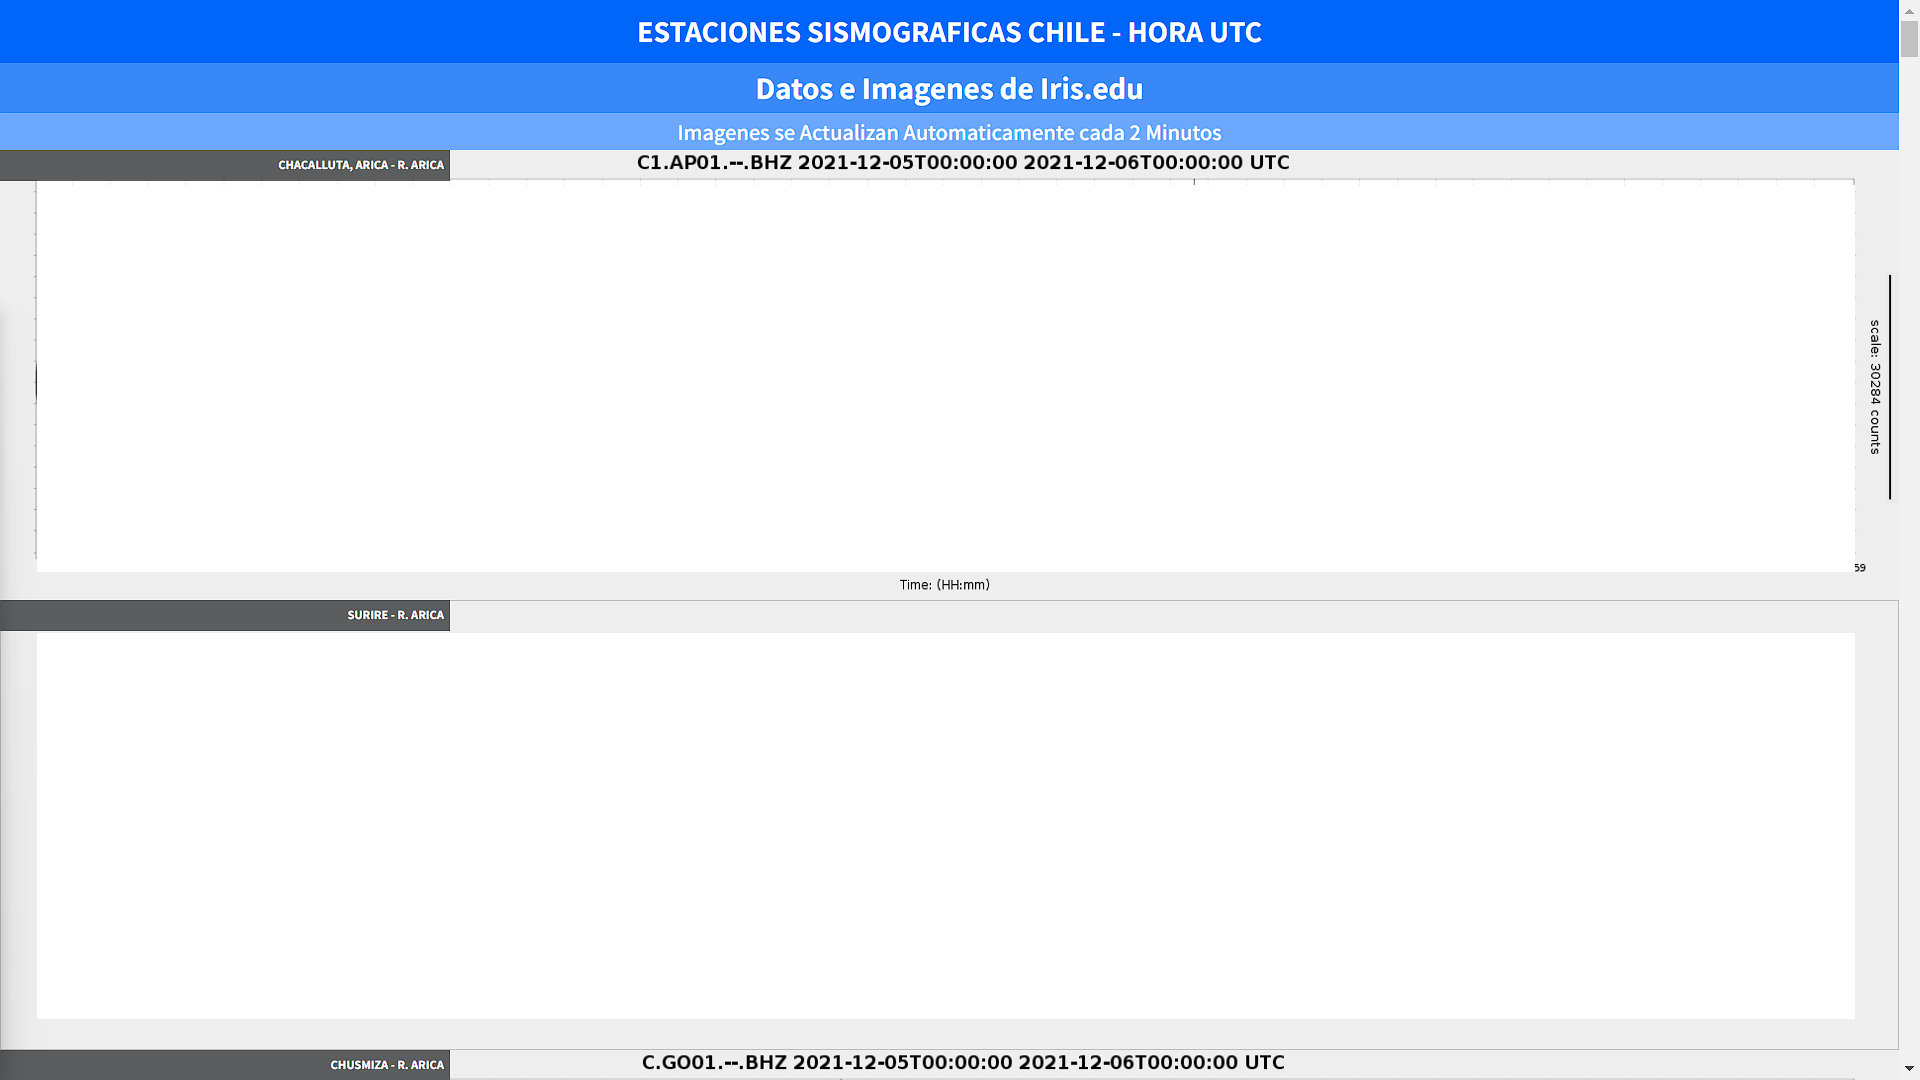 ESTACIONES SISMOGRAFICAS CHILE - HORA UTC
Datos e Imagenes de Iris.edu
Imagenes se Actualizan Automaticamente cada 2 Minutos
CHACALLUTA, ARICA - R. ARICA
C1.AP01.--.BHZ 2021-12-05T00:00:00 2021-12-06T00:00:00 UTC
scale: 30284 counts
59
Time: (HH:mm)
SURIRE - R. ARICA
CHUSMIZA - R. ARICA
C.GO01.--.BHZ 2021-12-05T00:00:00 2021-12-06T00:00:00 UTC